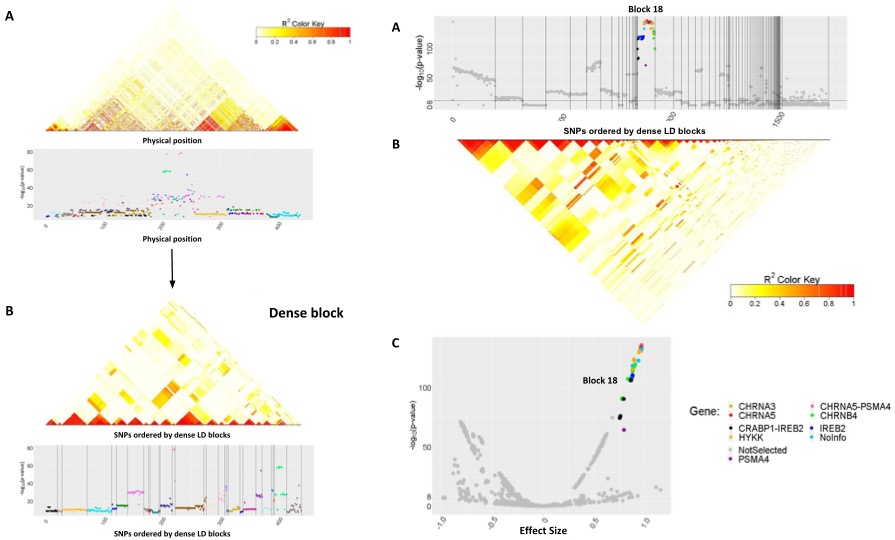 A
R² Color Key
0 0.2 0.4 0.6 0.8 1
Physical position
80
60
40
20
-log₁₀(p-value)
0 100 200 300 400
Physical position
B
Dense block
SNPs ordered by dense LD blocks
80
60
40
20
-log₁₀(p-value)
0 100 200 300 400
SNPs ordered by dense LD blocks
A
Block 18
100
50
08
-log₁₀(p-value)
0 1500
SNPs ordered by dense LD blocks
B
R² Color Key
0 0.2 0.4 0.6 0.8 1
C
Block 18
100
50
8
0
-log₁₀(p-value)
-1.0 -0.5 0 0.5 1.0
Effect Size
Gene:
CHRNA3 CHRNA5-PSMA4
CHRNA5 CHRNB4
CRABP1-IREB2 IREB2
HYKK NoInfo
NotSelected
PSMA4